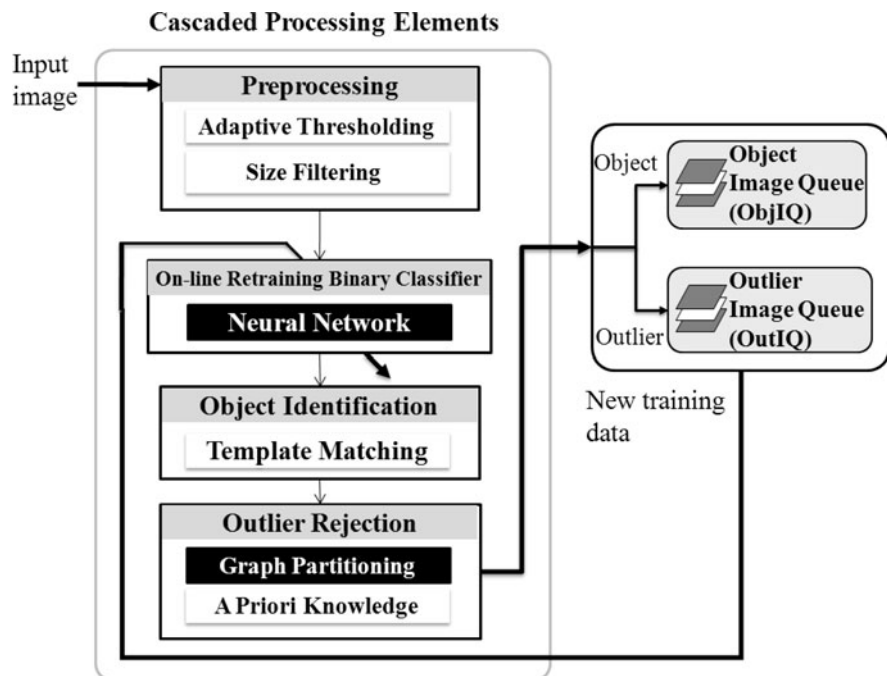 Cascaded Processing Elements
Input
image
Preprocessing
Adaptive Thresholding
Size Filtering
On-line Retraining Binary Classifier
Neural Network
Object Identification
Template Matching
Outlier Rejection
Graph Partitioning
A Priori Knowledge
Object
Object
Image Queue
(ObjIQ)
Outlier
Outlier
Image Queue
(OutIQ)
New training
data